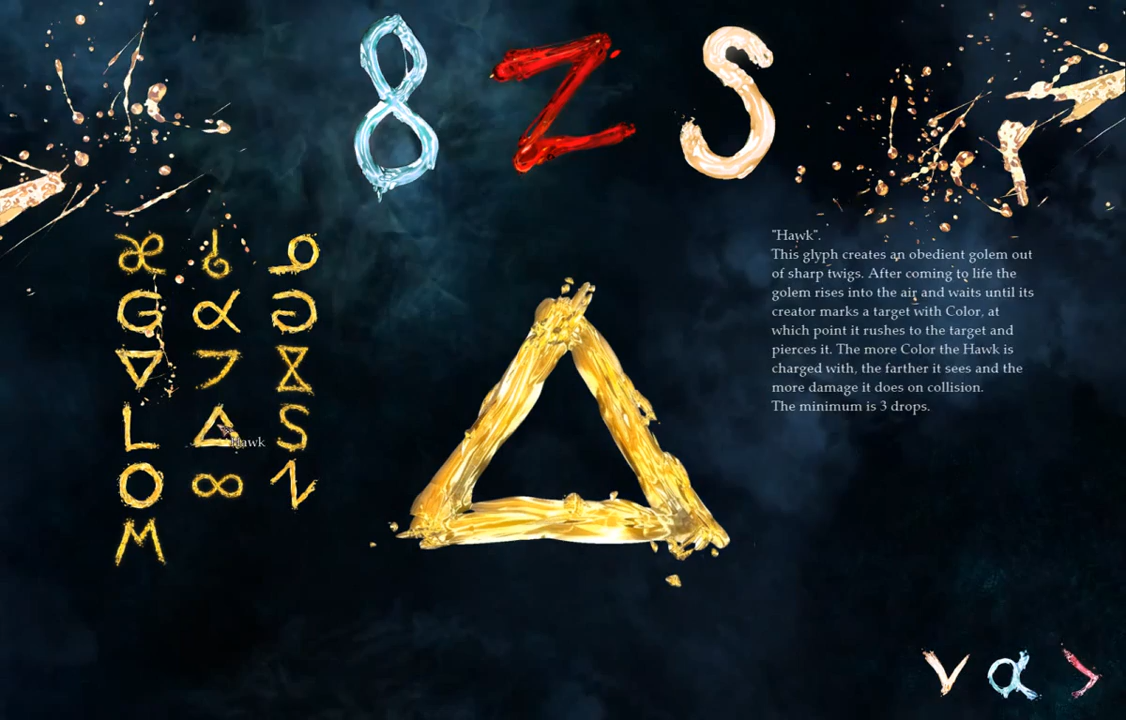 8 Z S
"Hawk".
This glyph creates an obedient golem out
of sharp twigs. After coming to life the
golem rises into the air and waits until its
creator marks a target with Color, at
which point it rushes to the target and
pierces it. The more Color the Hawk is
charged with, the farther it sees and the
more damage it does on collision.
The minimum is 3 drops.
Hawk